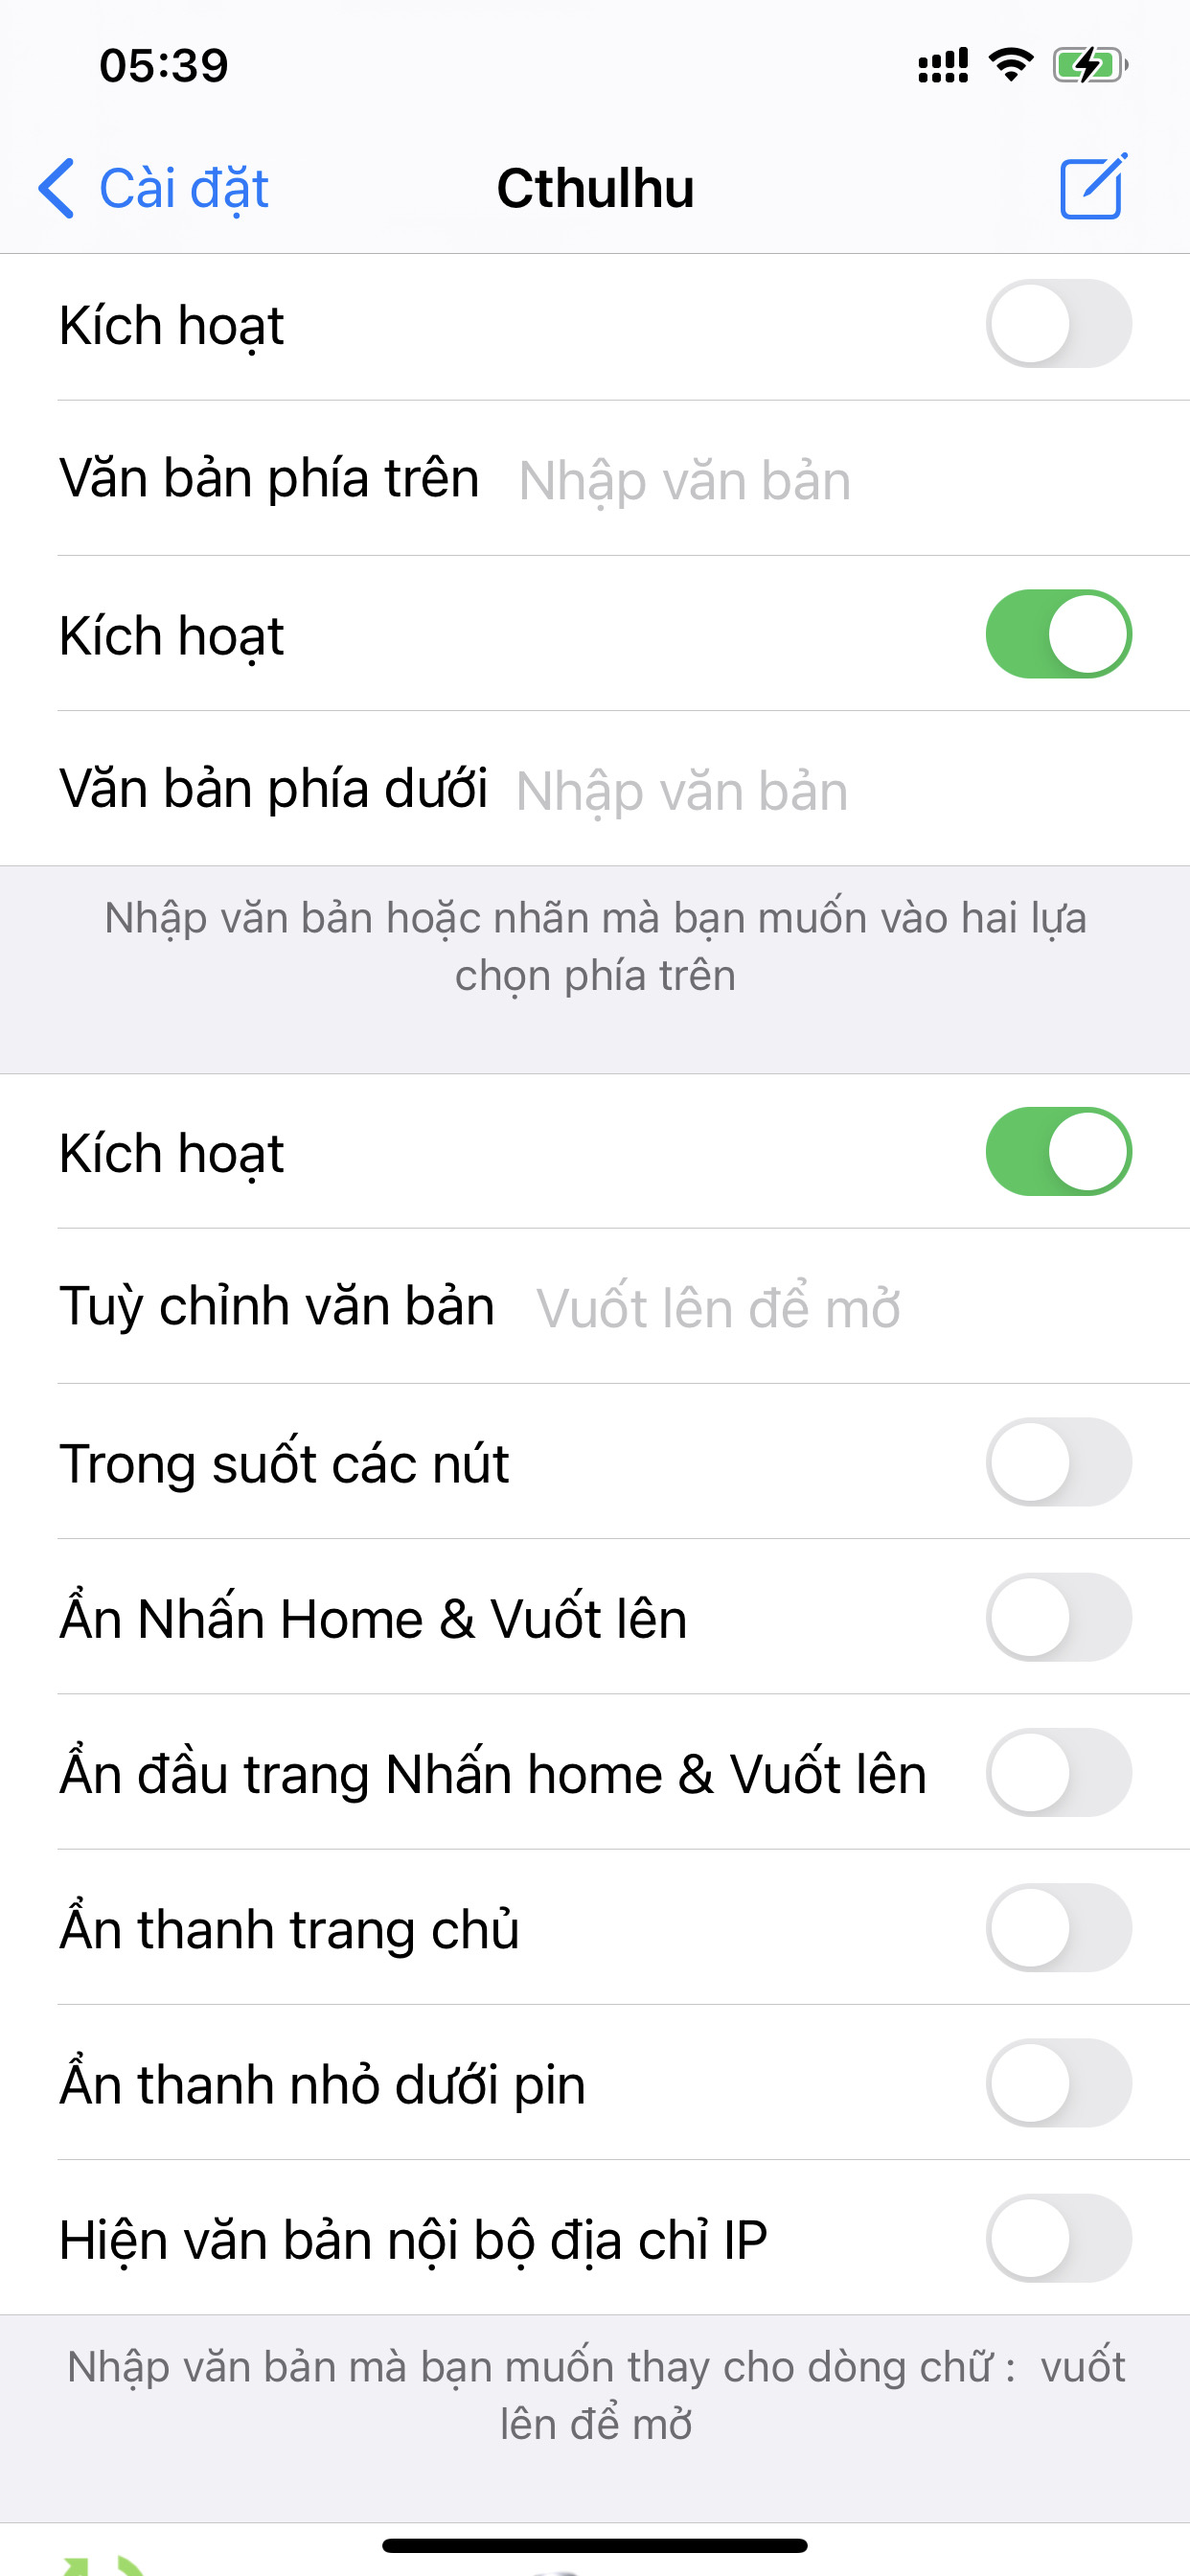 05:39
Cài đặt
Cthulhu
Kích hoạt
Văn bản phía trên Nhập văn bản
Kích hoạt
Văn bản phía dưới Nhập văn bản
Nhập văn bản hoặc nhãn mà bạn muốn vào hai lựa
chọn phía trên
Kích hoạt
Tuỳ chỉnh văn bản Vuốt lên để mở
Trong suốt các nút
Ẩn Nhấn Home & Vuốt lên
Ẩn đầu trang Nhấn home & Vuốt lên
Ẩn thanh trang chủ
Ẩn thanh nhỏ dưới pin
Hiện văn bản nội bộ địa chỉ IP
Nhập văn bản mà bạn muốn thay cho dòng chữ : vuốt
lên để mở